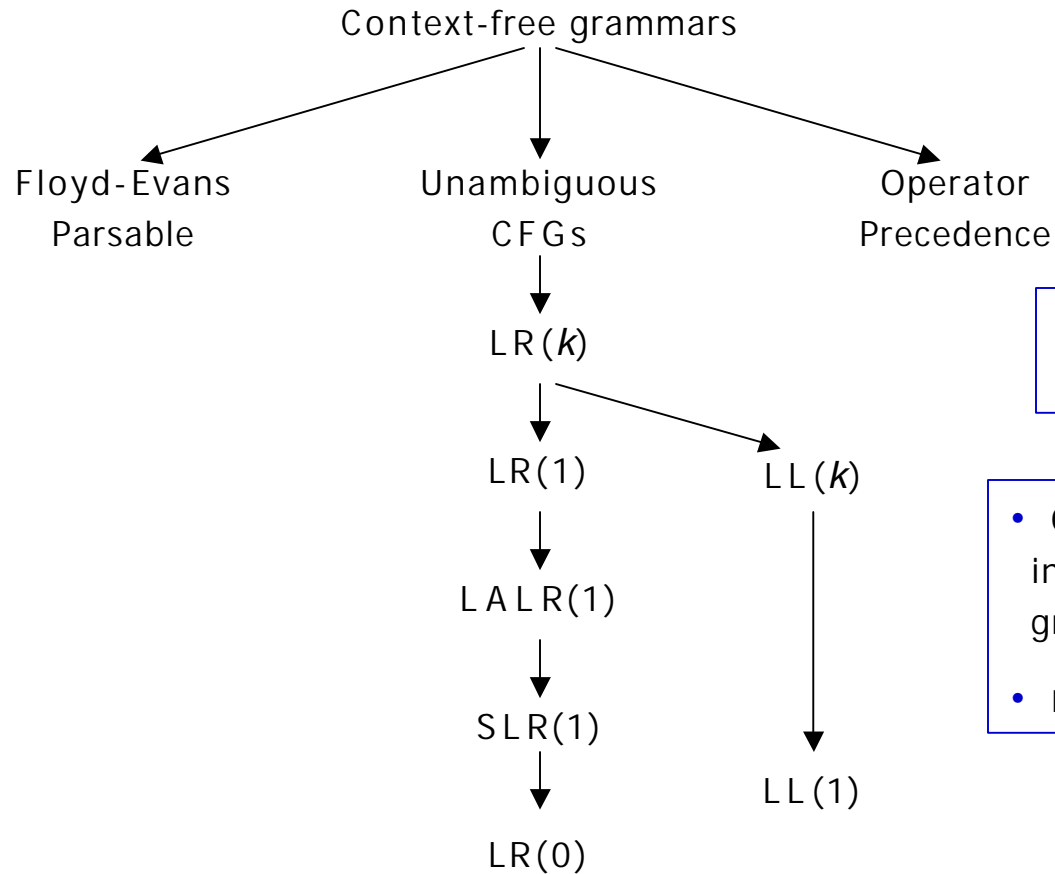 Context-free grammars
Floyd-Evans
Parsable
Unambiguous
CFGs
Operator
Precedence
LR(k)
LR(1)
LL(k)
LALR(1)
SLR(1)
LL(1)
LR(0)
•
in
•